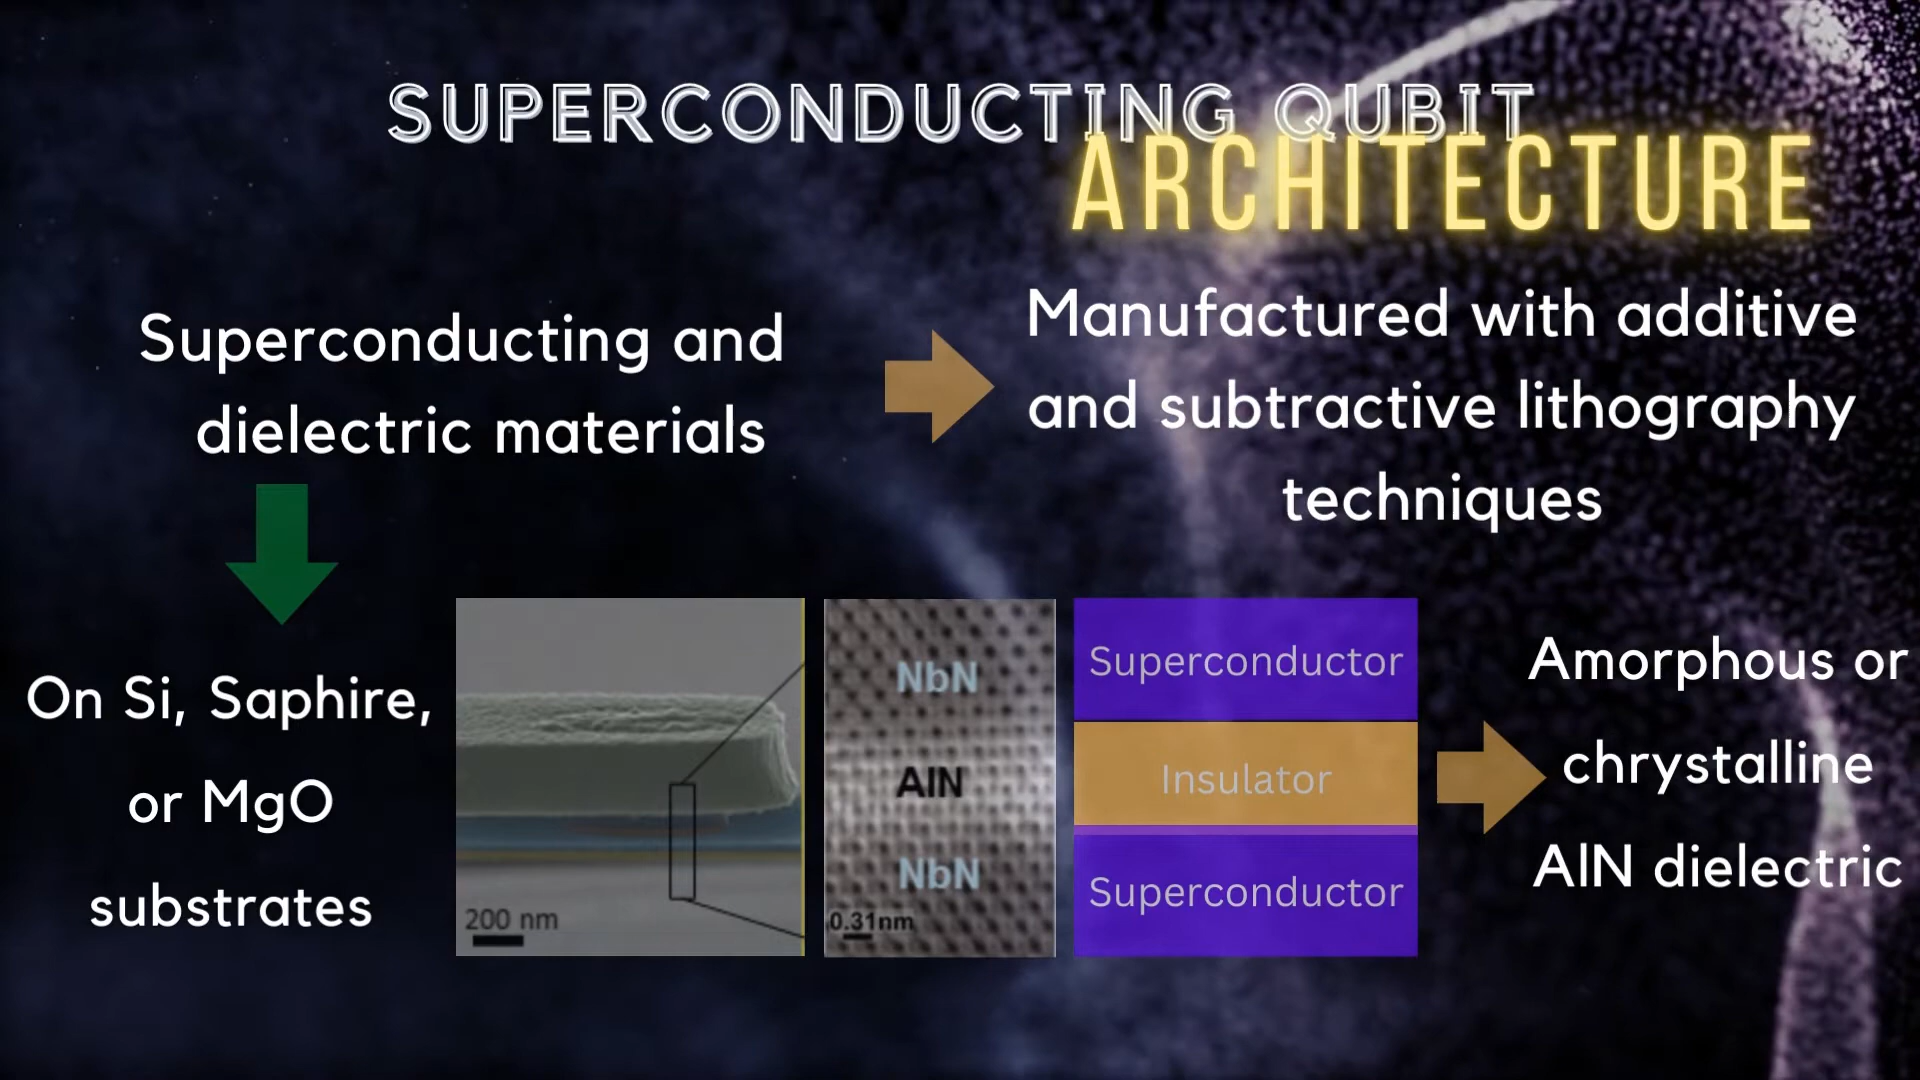 SUPERCONDUCTING QUBIT
ARCHITECTURE
Superconducting and
dielectric materials
Manufactured with additive
and subtractive lithography
techniques
On Si, Saphire,
or MgO
substrates
200 nm
NbN
AlN
NbN
0.31nm
Superconductor
Insulator
Superconductor
Amorphous or
chrystalline
AlN dielectric